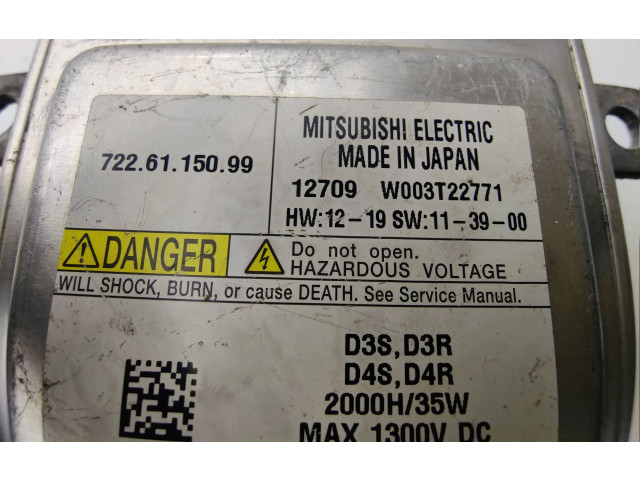 MITSUBISHI ELECTRIC
MADE IN JAPAN
722.61.150.99
12709 W003T22771
HW:12-19 SW:11-39-00
DANGER
Do not open.
HAZARDOUS VOLTAGE
WILL SHOCK, BURN, or cause DEATH. See Service Manual.
D3S,D3R
D4S,D4R
2000H/35W
MAX 1300V DC